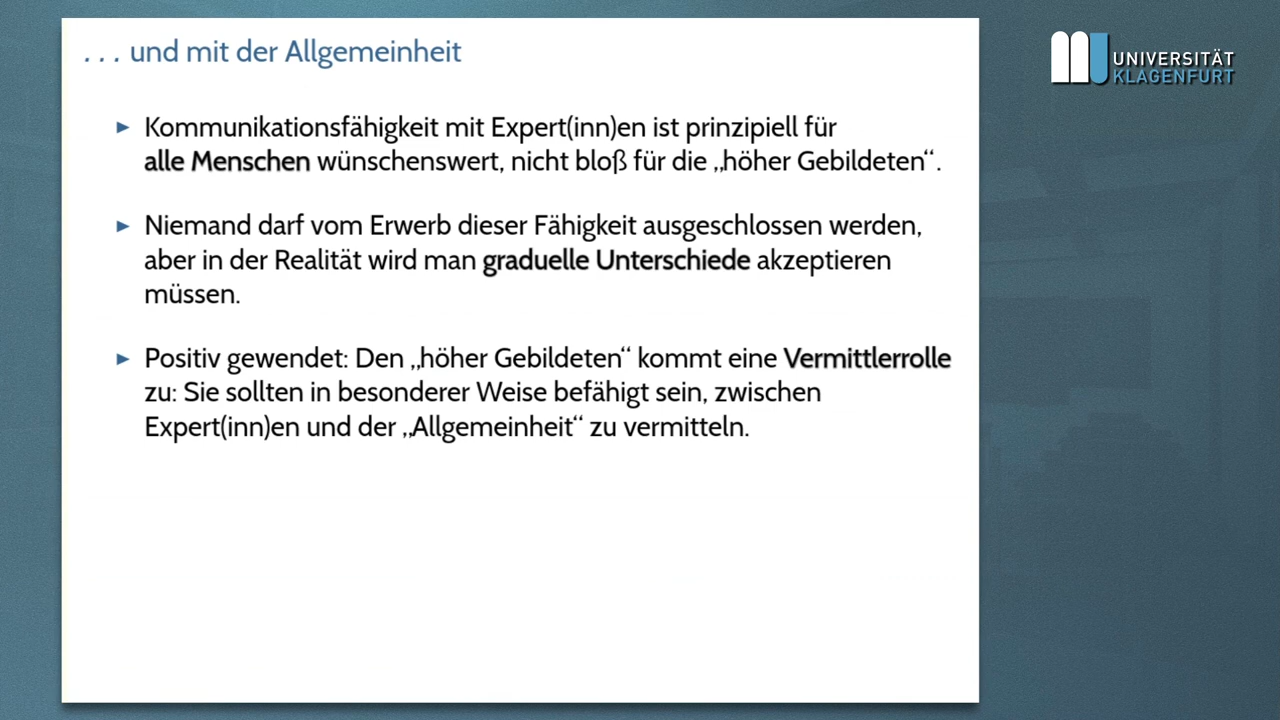 . . . und mit der Allgemeinheit
► Kommunikationsfähigkeit mit Expert(inn)en ist prinzipiell für
alle Menschen wünschenswert, nicht bloß für die „höher Gebildeten“.
► Niemand darf vom Erwerb dieser Fähigkeit ausgeschlossen werden,
aber in der Realität wird man graduelle Unterschiede akzeptieren
müssen.
► Positiv gewendet: Den „höher Gebildeten“ kommt eine Vermittlerrolle
zu: Sie sollten in besonderer Weise befähigt sein, zwischen
Expert(inn)en und der „Allgemeinheit“ zu vermitteln.
UNIVERSITÄT
KLAGENFURT